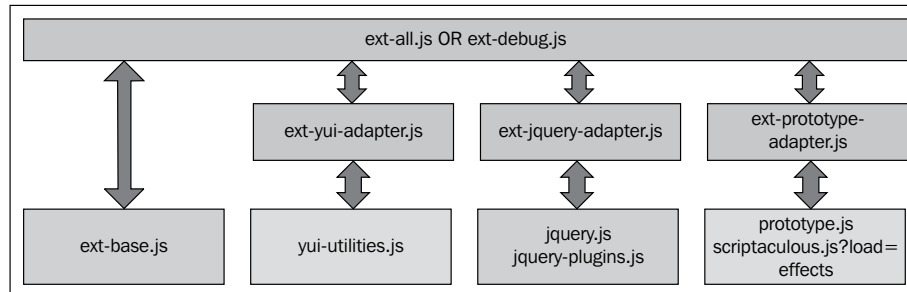 ext-all.js OR ext-debug.js
ext-yui-adapter.js
ext-jquery-adapter.js
ext-prototype-
adapter.js
ext-base.js
yui-utilities.js
jquery.js
jquery-plugins.js
prototype.js
scriptaculous.js?load=
effects